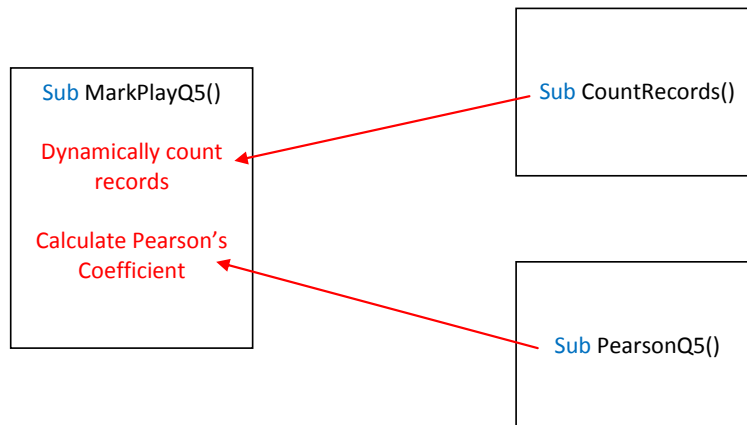 Sub MarkPlayQ5()
Dynamically count
records
Calculate Pearson’s
Coefficient
Sub CountRecords()
Sub PearsonQ5()